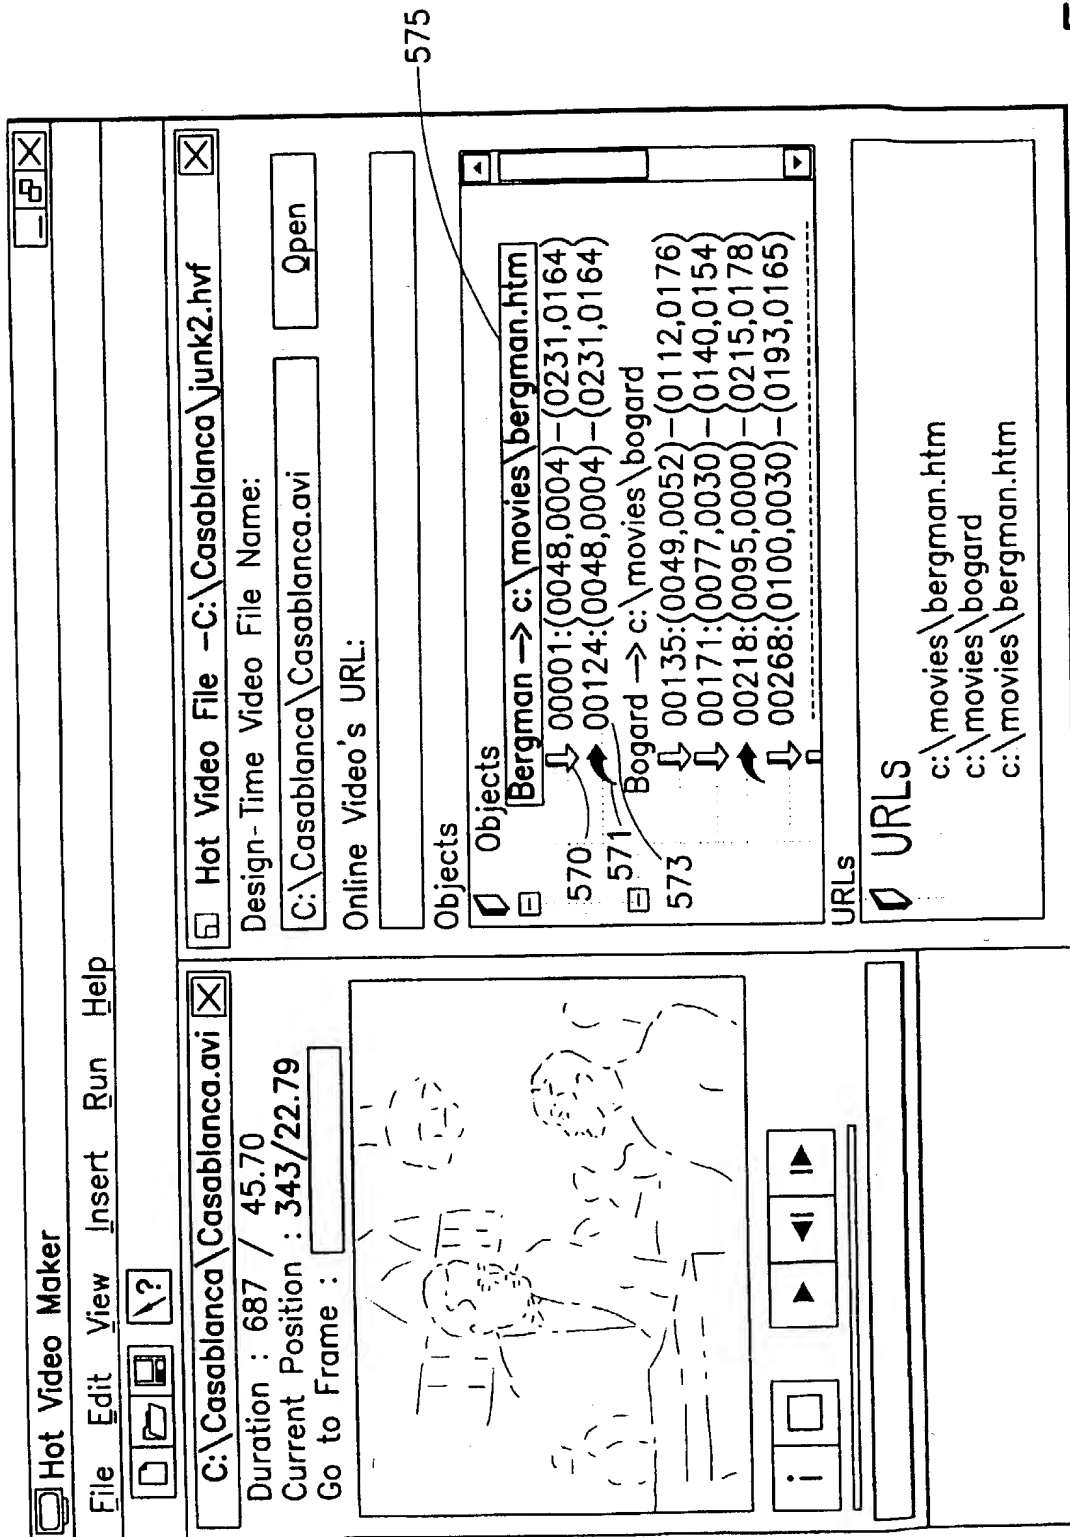 Hot Video Maker
File Edit View Insert Run Help
?
C:\Casablanca\Casablanca.avi
Duration : 687 / 45.70
Current Position : 343/22.79
Go to Frame :
i
Hot Video File -C:\Casablanca\junk2.hvf
Design-Time Video File Name:
C:\Casablanca\Casablanca.avi
Open
Online Video's URL:
Objects
Objects
Bergman -> c:\movies\bergman.htm
00001:(0048,0004)-(0231,0164)
00124:(0048,0004)-(0231,0164)
Bogard -> c:\movies\bogard
00135:(0049,0052)-(0112,0176)
00171:(0077,0030)-(0140,0154)
00218:(0095,0000)-(0215,0178)
00268:(0100,0030)-(0193,0165)
570
571
573
575
URLs
URLS
c:\movies\bergman.htm
c:\movies\bogard
c:\movies\bergman.htm